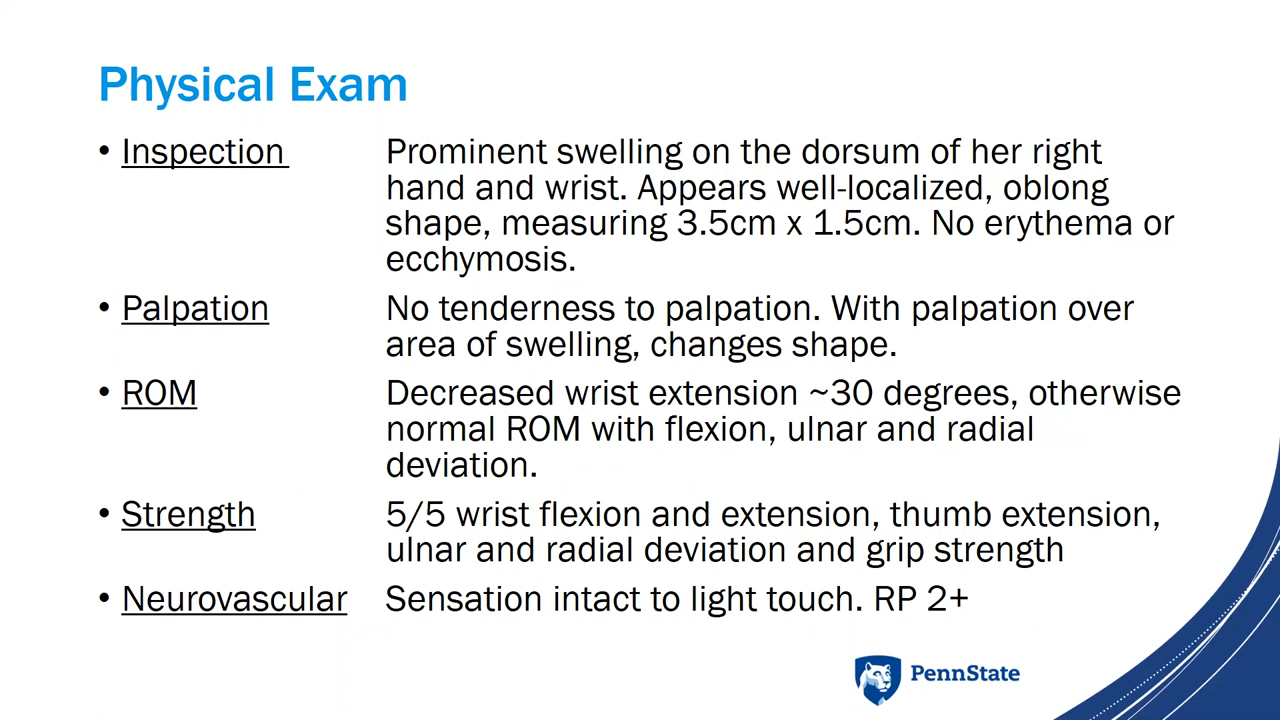 Physical Exam
• Inspection Prominent swelling on the dorsum of her right
hand and wrist. Appears well-localized, oblong
shape, measuring 3.5cm x 1.5cm. No erythema or
ecchymosis.
• Palpation No tenderness to palpation. With palpation over
area of swelling, changes shape.
• ROM Decreased wrist extension ~30 degrees, otherwise
normal ROM with flexion, ulnar and radial
deviation.
• Strength 5/5 wrist flexion and extension, thumb extension,
ulnar and radial deviation and grip strength
• Neurovascular Sensation intact to light touch. RP 2+
PennState